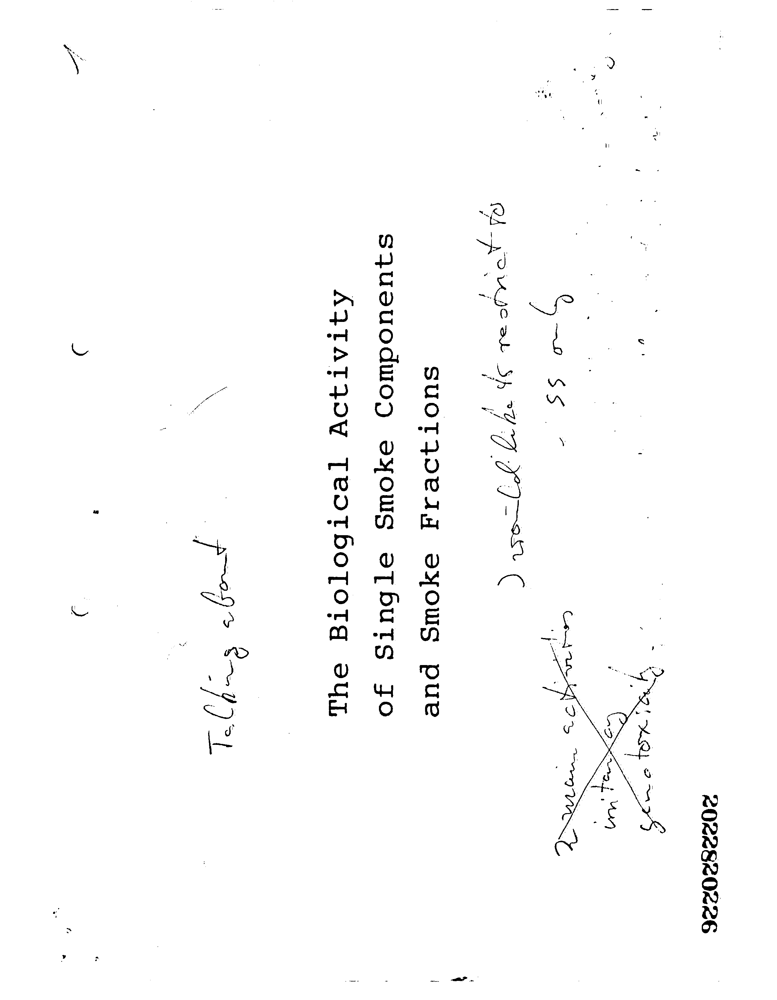 Talking about
The Biological Activity
of Single Smoke Components
and Smoke Fractions
I would like to restrict to
- SS only
2 main activities
irritancy
genotoxicity
2022820226